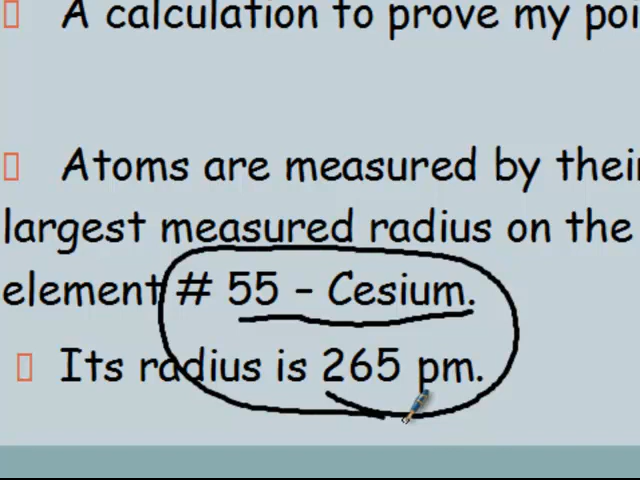 A calculation to prove my poi
Atoms are measured by their
largest measured radius on the
element # 55 – Cesium.
Its radius is 265 pm.